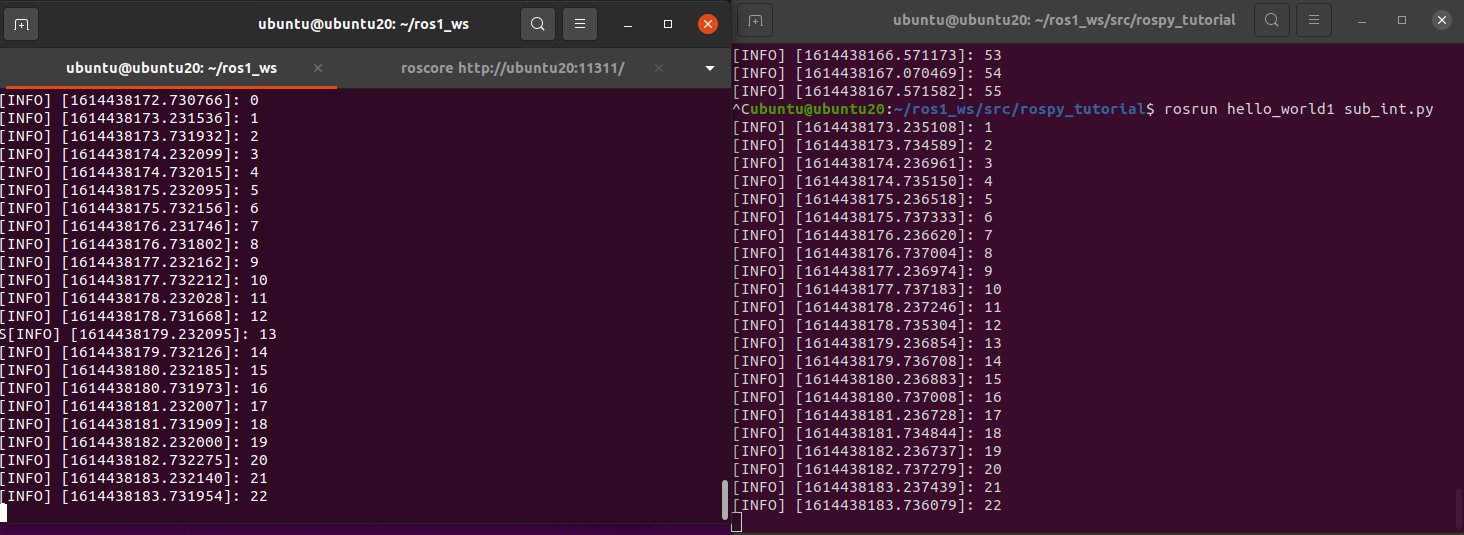 ubuntu@ubuntu20: ~/ros1_ws
ubuntu@ubuntu20: ~/ros1_ws
roscore http://ubuntu20:11311/
[INFO] [1614438172.730766]: 0
[INFO] [1614438173.231536]: 1
[INFO] [1614438173.731932]: 2
[INFO] [1614438174.232099]: 3
[INFO] [1614438174.732015]: 4
[INFO] [1614438175.232095]: 5
[INFO] [1614438175.732156]: 6
[INFO] [1614438176.231746]: 7
[INFO] [1614438176.731802]: 8
[INFO] [1614438177.232162]: 9
[INFO] [1614438177.732212]: 10
[INFO] [1614438178.232028]: 11
[INFO] [1614438178.731668]: 12
S[INFO] [1614438179.232095]: 13
[INFO] [1614438179.732126]: 14
[INFO] [1614438180.232185]: 15
[INFO] [1614438180.731973]: 16
[INFO] [1614438181.232007]: 17
[INFO] [1614438181.731909]: 18
[INFO] [1614438182.232000]: 19
[INFO] [1614438182.732275]: 20
[INFO] [1614438183.232140]: 21
[INFO] [1614438183.731954]: 22
ubuntu@ubuntu20: ~/ros1_ws/src/rospy_tutorial
[INFO] [1614438166.571173]: 53
[INFO] [1614438167.070469]: 54
[INFO] [1614438167.571582]: 55
^Cubuntu@ubuntu20:~/ros1_ws/src/rospy_tutorial$ rosrun hello_world1 sub_int.py
[INFO] [1614438173.235108]: 1
[INFO] [1614438173.734589]: 2
[INFO] [1614438174.236961]: 3
[INFO] [1614438174.735150]: 4
[INFO] [1614438175.236518]: 5
[INFO] [1614438175.737333]: 6
[INFO] [1614438176.236620]: 7
[INFO] [1614438176.737004]: 8
[INFO] [1614438177.236974]: 9
[INFO] [1614438177.737183]: 10
[INFO] [1614438178.237246]: 11
[INFO] [1614438178.735304]: 12
[INFO] [1614438179.236854]: 13
[INFO] [1614438179.736708]: 14
[INFO] [1614438180.236883]: 15
[INFO] [1614438180.737008]: 16
[INFO] [1614438181.236728]: 17
[INFO] [1614438181.734844]: 18
[INFO] [1614438182.236737]: 19
[INFO] [1614438182.737279]: 20
[INFO] [1614438183.237439]: 21
[INFO] [1614438183.736079]: 22